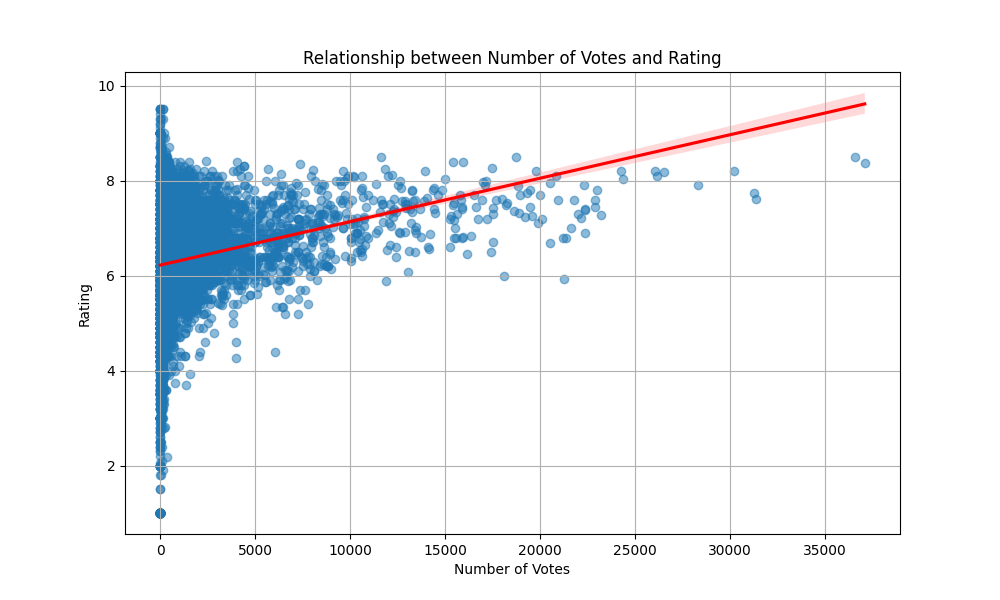 Relationship between Number of Votes and Rating
10
8
6
4
2
Rating
0 5000 10000 15000 20000 25000 30000 35000
Number of Votes